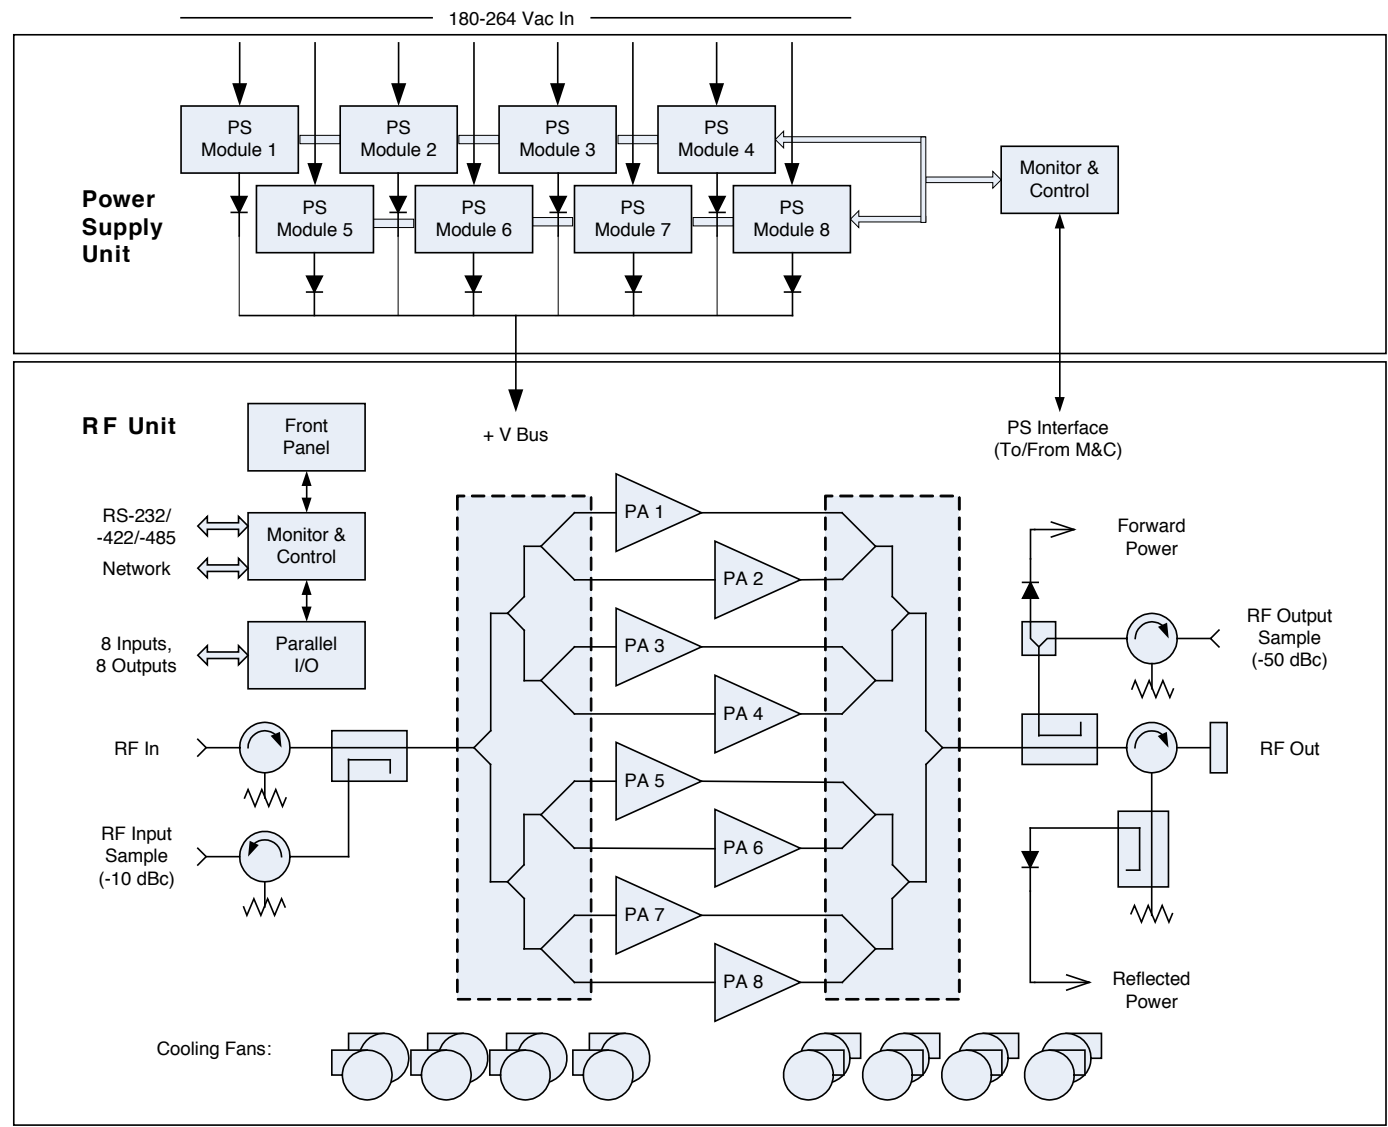 180-264 Vac In
PS
Module 1
PS
Module 2
PS
Module 3
PS
Module 4
Monitor &
Control
Power
Supply
Unit
PS
Module 5
PS
Module 6
PS
Module 7
PS
Module 8
RF Unit
Front
Panel
+ V Bus
PS Interface
(To/From M&C)
RS-232/
-422/-485
Network
Monitor &
Control
8 Inputs,
8 Outputs
Parallel
I/O
PA 1
PA 2
PA 3
PA 4
PA 5
PA 6
PA 7
PA 8
Forward
Power
RF Output
Sample
(-50 dBc)
RF In
RF Out
RF Input
Sample
(-10 dBc)
Reflected
Power
Cooling Fans: